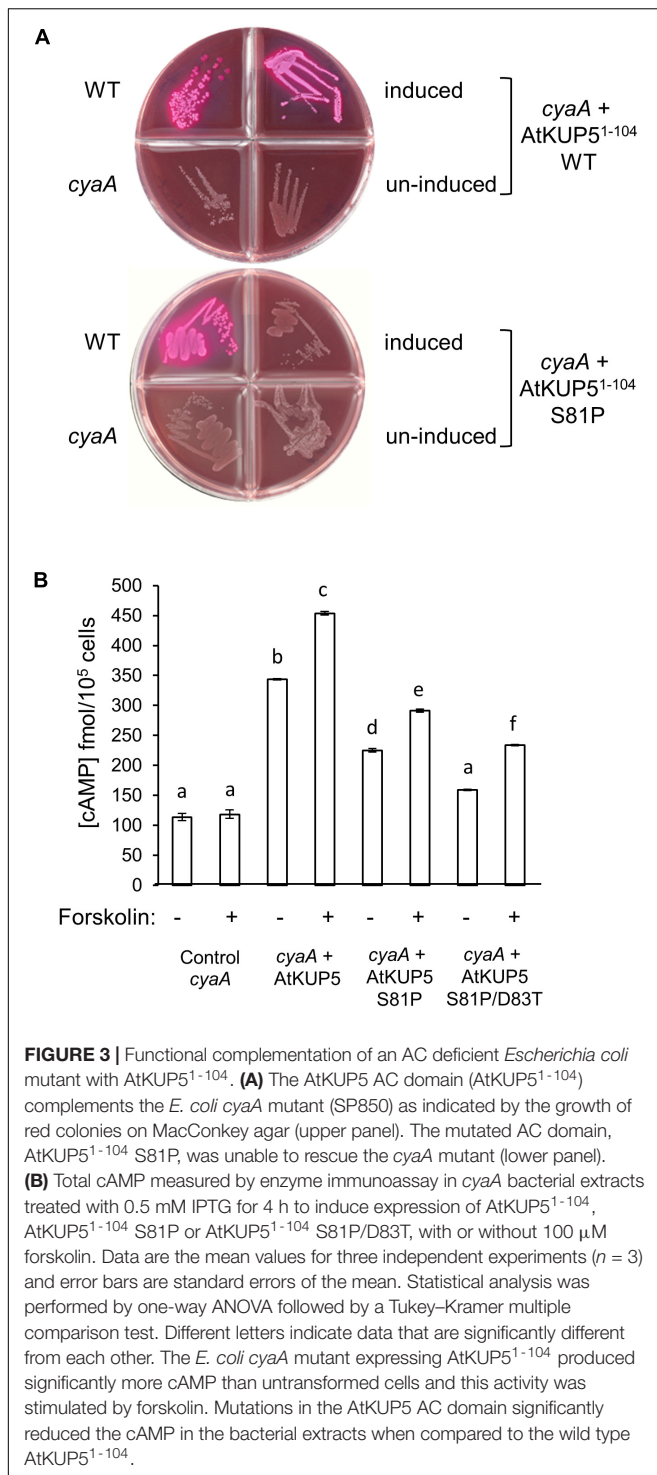 A
WT
induced
cyaA +
AtKUP5¹⁻¹⁰⁴
WT
cyaA
un-induced
WT
induced
cyaA +
AtKUP5¹⁻¹⁰⁴
S81P
cyaA
un-induced
B
[cAMP] fmol/10⁵ cells
500
450
400
350
300
250
200
150
100
50
0
a
a
b
c
d
e
a
f
Forskolin: - + - + - + - +
Control
cyaA
cyaA +
AtKUP5
cyaA +
AtKUP5
S81P
cyaA +
AtKUP5
S81P/D83T
FIGURE 3 | Functional complementation of an AC deficient Escherichia coli
mutant with AtKUP5¹⁻¹⁰⁴. (A) The AtKUP5 AC domain (AtKUP5¹⁻¹⁰⁴)
complements the E. coli cyaA mutant (SP850) as indicated by the growth of
red colonies on MacConkey agar (upper panel). The mutated AC domain,
AtKUP5¹⁻¹⁰⁴ S81P, was unable to rescue the cyaA mutant (lower panel).
(B) Total cAMP measured by enzyme immunoassay in cyaA bacterial extracts
treated with 0.5 mM IPTG for 4 h to induce expression of AtKUP5¹⁻¹⁰⁴,
AtKUP5¹⁻¹⁰⁴ S81P or AtKUP5¹⁻¹⁰⁴ S81P/D83T, with or without 100 μM
forskolin. Data are the mean values for three independent experiments (n = 3)
and error bars are standard errors of the mean. Statistical analysis was
performed by one-way ANOVA followed by a Tukey–Kramer multiple
comparison test. Different letters indicate data that are significantly different
from each other. The E. coli cyaA mutant expressing AtKUP5¹⁻¹⁰⁴ produced
significantly more cAMP than untransformed cells and this activity was
stimulated by forskolin. Mutations in the AtKUP5 AC domain significantly
reduced the cAMP in the bacterial extracts when compared to the wild type
AtKUP5¹⁻¹⁰⁴.